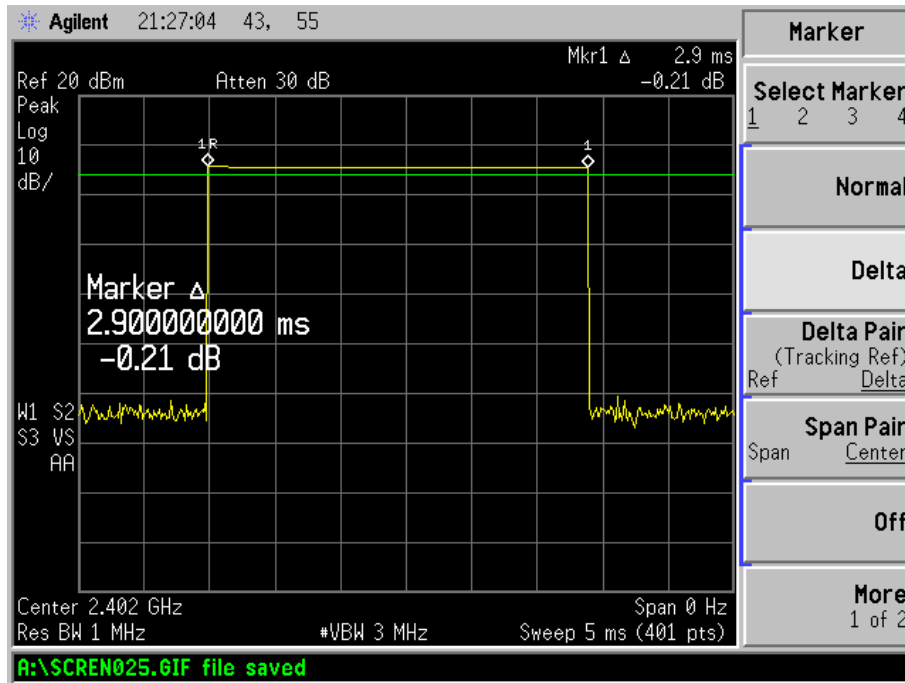 Agilent 21:27:04 43, 55
Mkr1 Δ 2.9 ms
Ref 20 dBm Atten 30 dB -0.21 dB
Peak
Log
10
dB/
1R
1
Marker Δ
2.900000000 ms
-0.21 dB
W1 S2
S3 VS
AA
Center 2.402 GHz Span 0 Hz
Res BW 1 MHz #VBW 3 MHz Sweep 5 ms (401 pts)
A:\SCREN025.GIF file saved
Marker
Select Marker
1 2 3 4
Normal
Delta
Delta Pair
(Tracking Ref)
Ref Delta
Span Pair
Span Center
Off
More
1 of 2